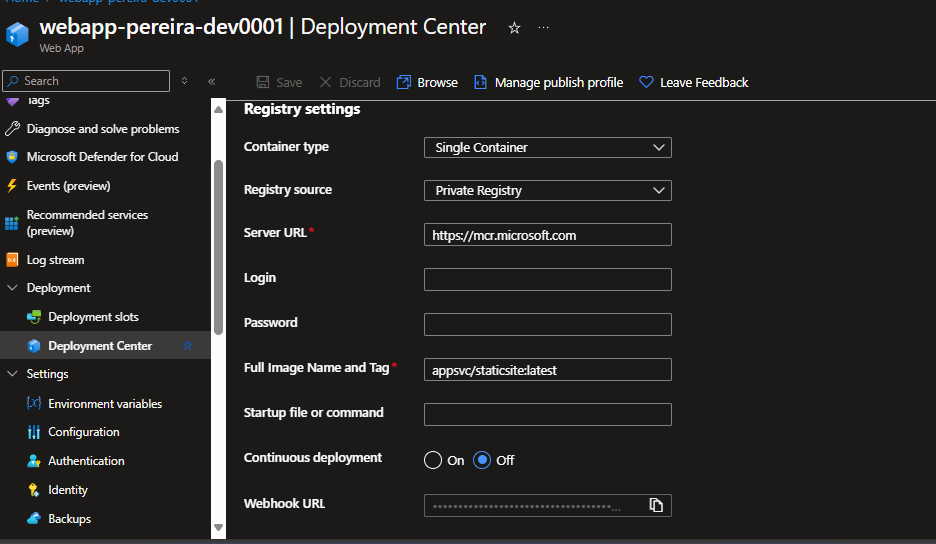 Home > webapp-pereira-dev0001
webapp-pereira-dev0001 | Deployment Center
Web App
Search
Save
Discard
Browse
Manage publish profile
Leave Feedback
Tags
Diagnose and solve problems
Microsoft Defender for Cloud
Events (preview)
Recommended services
(preview)
Log stream
Deployment
Deployment slots
Deployment Center
Settings
Environment variables
Configuration
Authentication
Identity
Backups
Registry settings
Container type
Single Container
Registry source
Private Registry
Server URL*
https://mcr.microsoft.com
Login
Password
Full Image Name and Tag*
appsvc/staticsite:latest
Startup file or command
Continuous deployment
On Off
Webhook URL
••••••••••••••••••••••••••••••••••••...